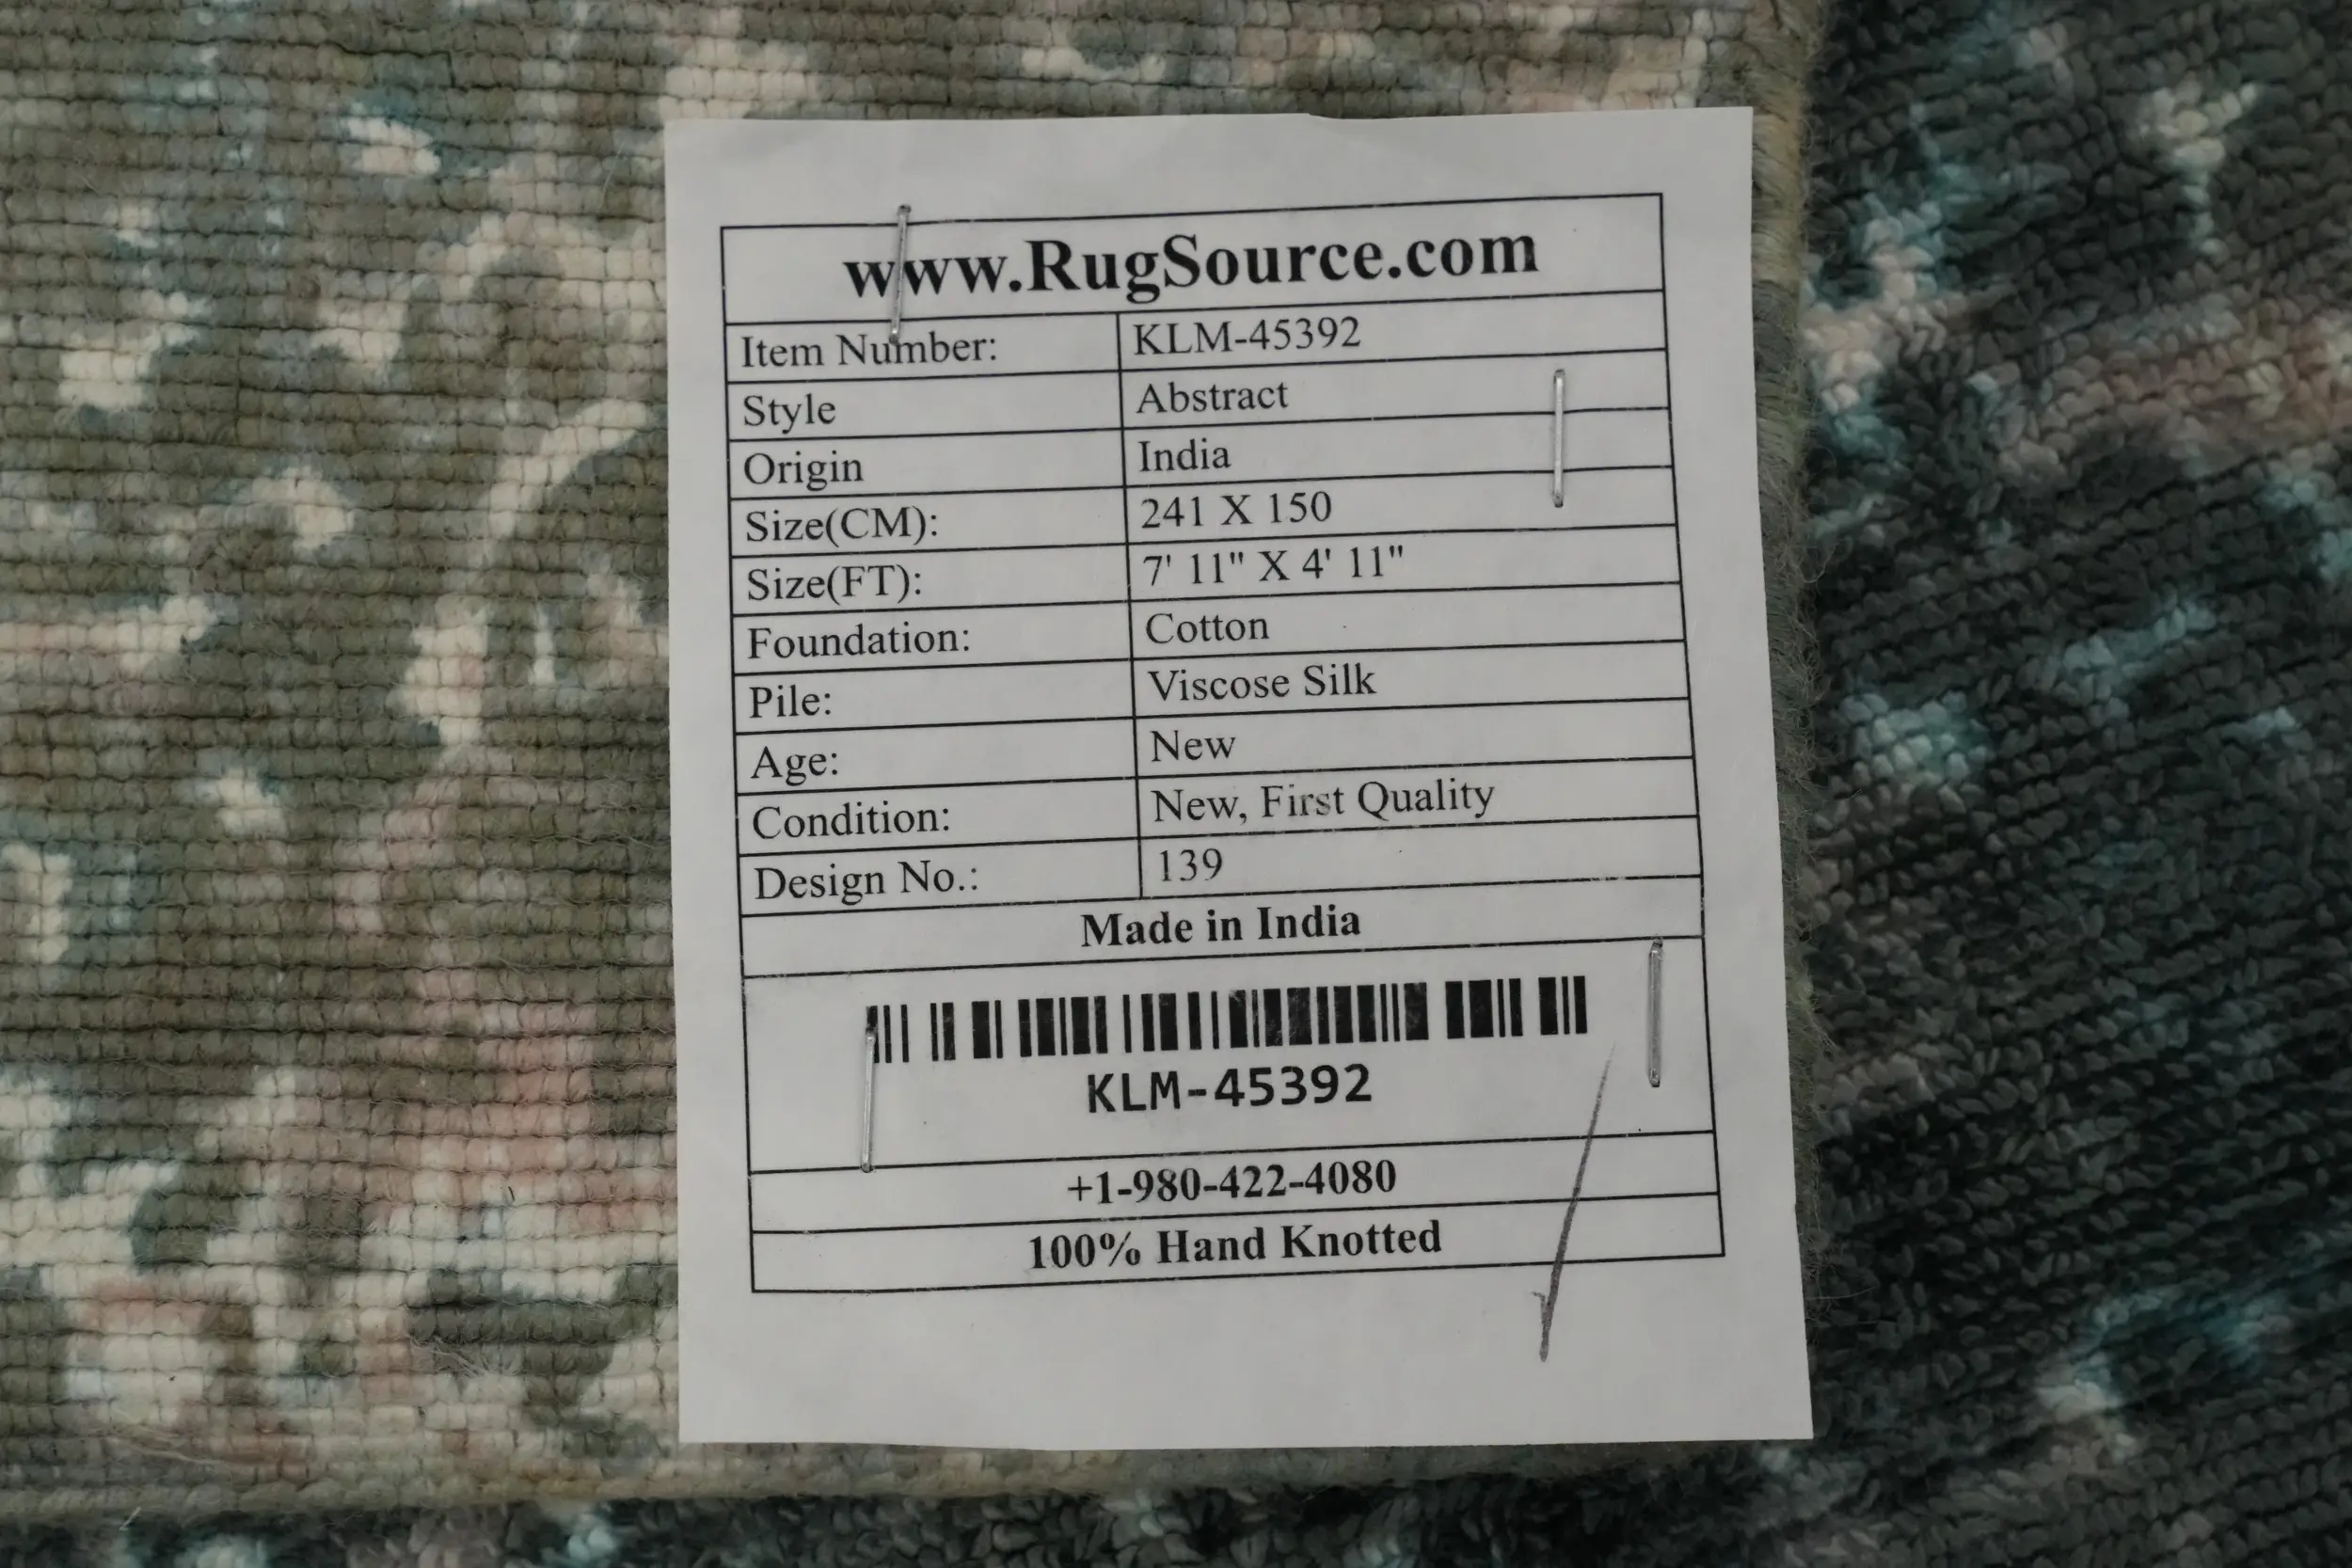 www.RugSource.com
Item Number: KLM-45392
Style Abstract
Origin India
Size(CM): 241 X 150
Size(FT): 7' 11" X 4' 11"
Foundation: Cotton
Pile: Viscose Silk
Age: New
Condition: New, First Quality
Design No.: 139
Made in India
KLM-45392
+1-980-422-4080
100% Hand Knotted